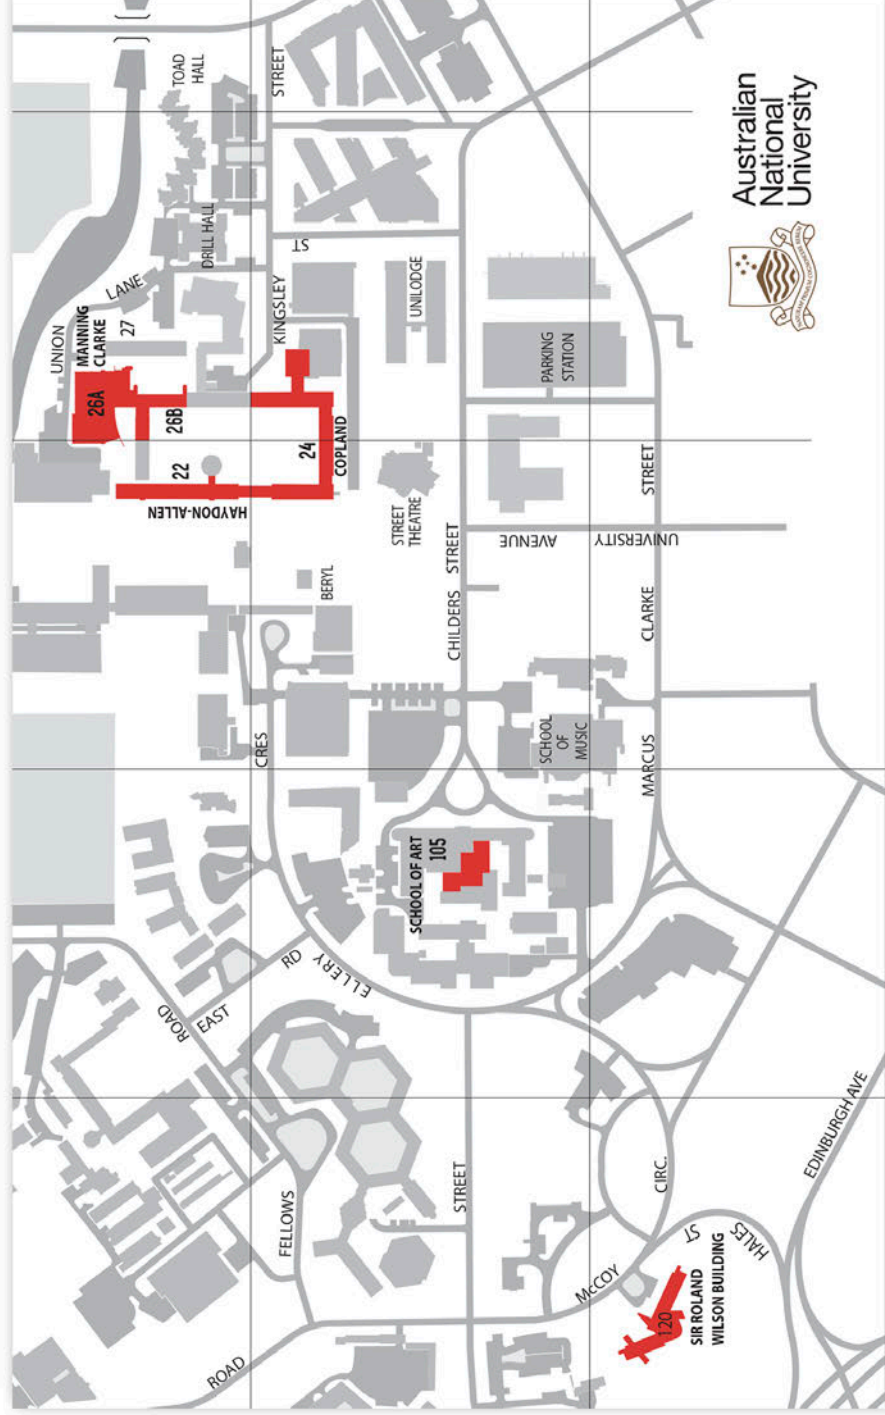 TOAD
HALL
STREET
DRILL HALL
ST
UNION
LANE
MANNING
CLARKE
27
26A
26B
KINGSLEY
UNILODGE
PARKING
STATION
22
24
COPLAND
HAYDON-ALLEN
STREET
THEATRE
STREET
STREET
AVENUE
UNIVERSITY
BERYL
CHILDERS
CLARKE
CRES
SCHOOL
OF
MUSIC
MARCUS
SCHOOL OF ART
105
RD
ELLERY
ROAD
EAST
FELLOWS
STREET
CIRC.
EDINBURGH AVE
McCOY
ST
HALES
ROAD
120
SIR ROLAND
WILSON BUILDING
Australian
National
University